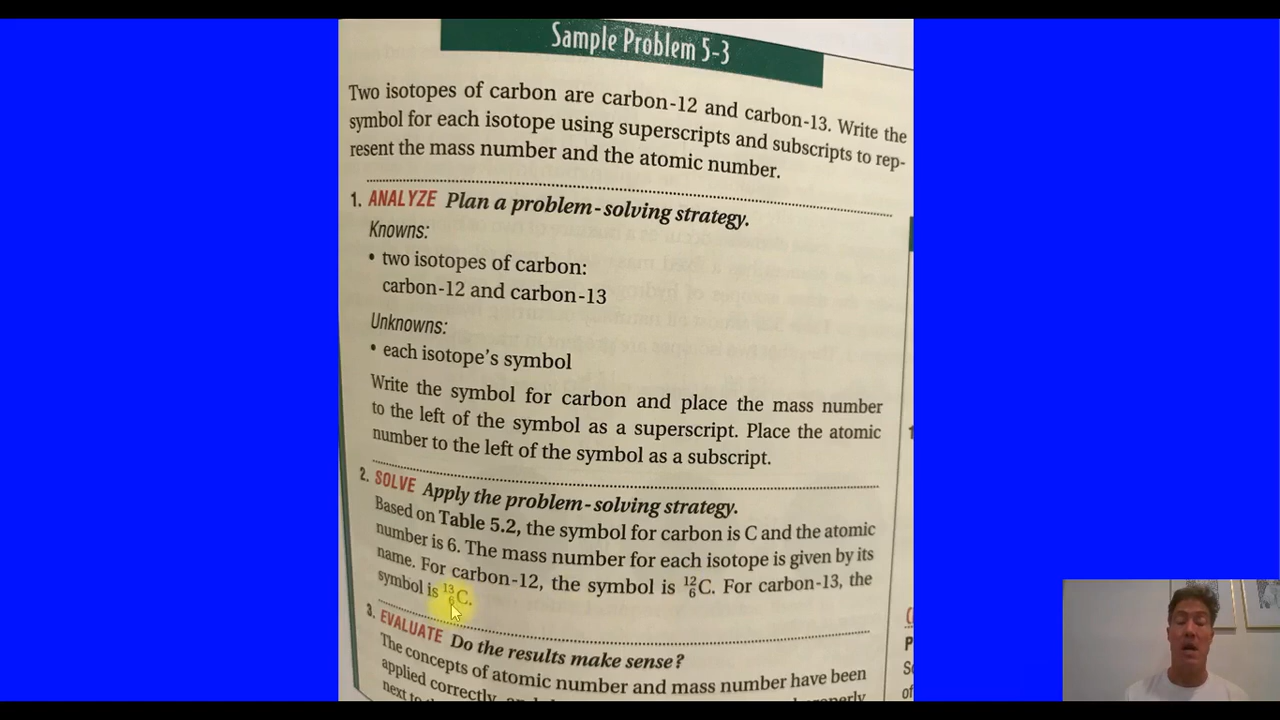 Sample Problem 5-3
Two isotopes of carbon are carbon-12 and carbon-13. Write the
symbol for each isotope using superscripts and subscripts to rep-
resent the mass number and the atomic number.
1. ANALYZE Plan a problem-solving strategy.
Knowns:
• two isotopes of carbon:
carbon-12 and carbon-13
Unknowns:
• each isotope's symbol
Write the symbol for carbon and place the mass number
to the left of the symbol as a superscript. Place the atomic
number to the left of the symbol as a subscript.
2. SOLVE Apply the problem-solving strategy.
Based on Table 5.2, the symbol for carbon is C and the atomic
number is 6. The mass number for each isotope is given by its
name. For carbon-12, the symbol is ¹²₆C. For carbon-13, the
symbol is ¹³₆C.
3. EVALUATE Do the results make sense?
The concepts of atomic number and mass number have been
applied correctly, and
next to